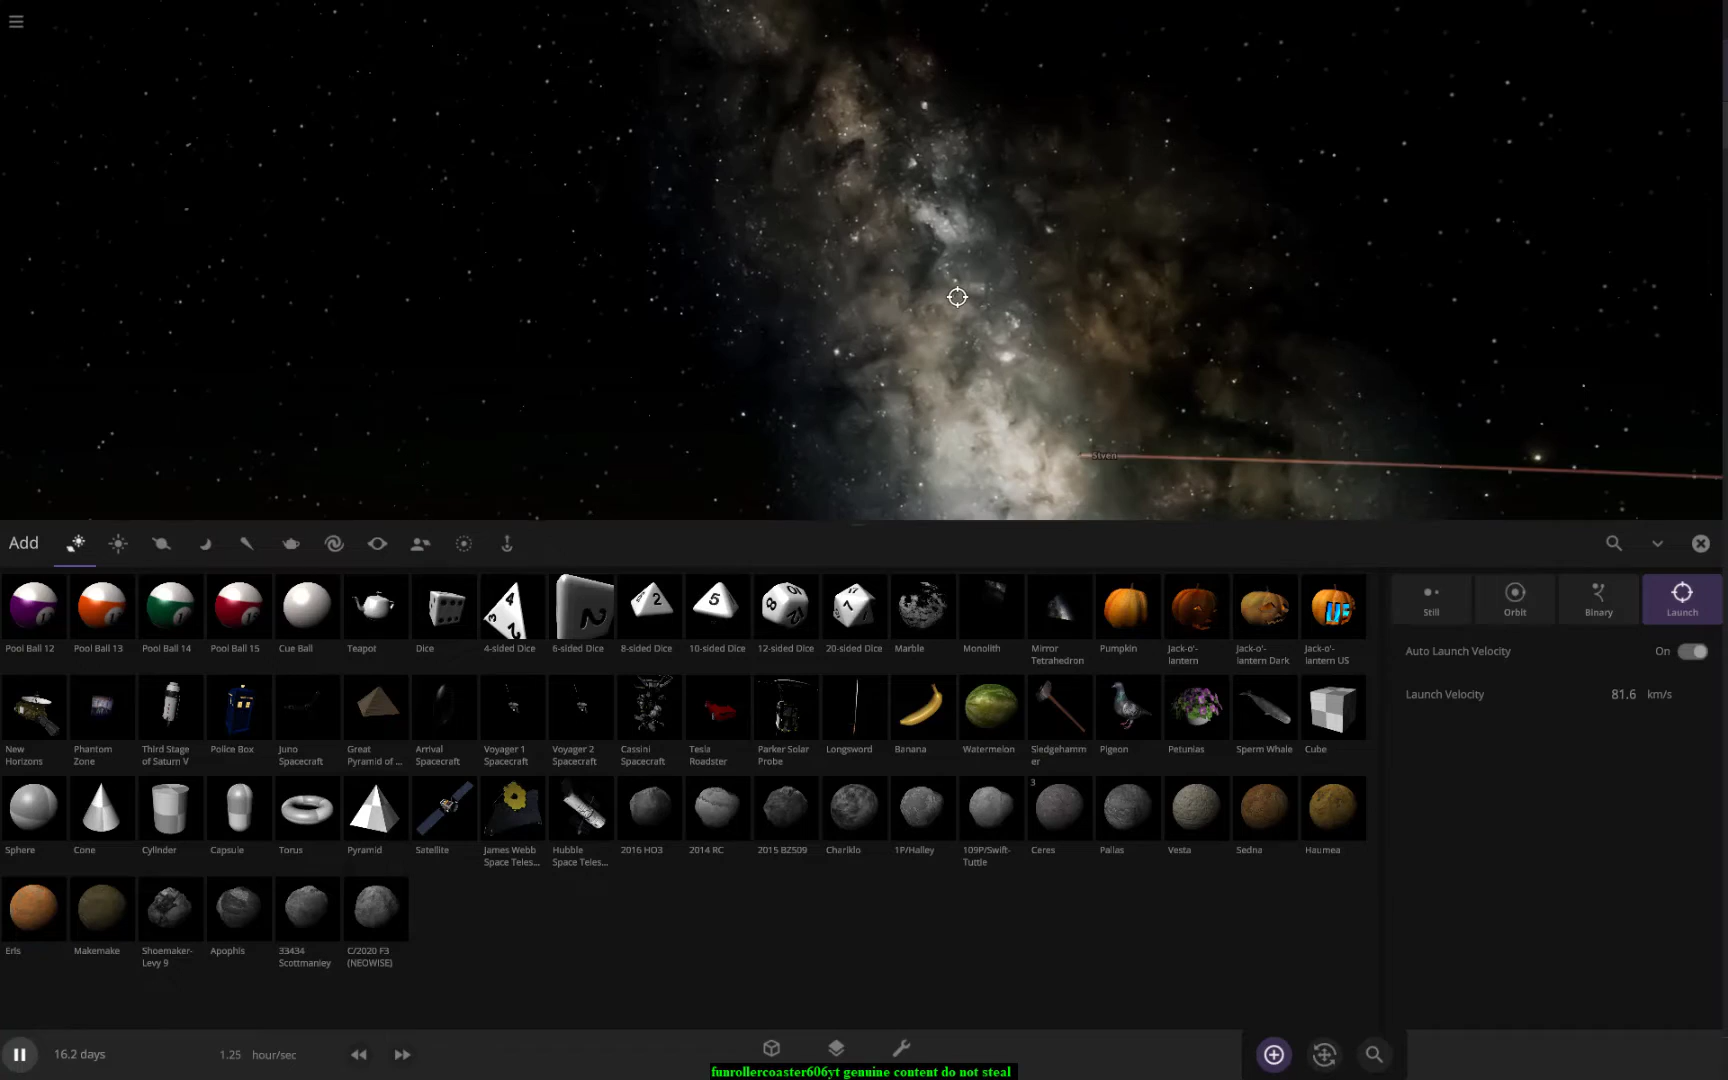 Stven
Add
Pool Ball 12
Pool Ball 13
Pool Ball 14
Pool Ball 15
Cue Ball
Teapot
Dice
4-sided Dice
6-sided Dice
8-sided Dice
10-sided Dice
12-sided Dice
20-sided Dice
Marble
Monolith
Mirror
Tetrahedron
Pumpkin
Jack-o'-
lantern
Jack-o'-
lantern Dark
Jack-o'-
lantern US
New
Horizons
Phantom
Zone
Third Stage
of Saturn V
Police Box
Juno
Spacecraft
Great
Pyramid of ...
Arrival
Spacecraft
Voyager 1
Spacecraft
Voyager 2
Spacecraft
Cassini
Spacecraft
Tesla
Roadster
Parker Solar
Probe
Longsword
Banana
Watermelon
Sledgehamm
er
Pigeon
Petunias
Sperm Whale
Cube
Sphere
Cone
Cylinder
Capsule
Torus
Pyramid
Satellite
James Webb
Space Teles...
Hubble
Space Teles...
2016 HO3
2014 RC
2015 BZ509
Chariklo
1P/Halley
109P/Swift-
Tuttle
3
Ceres
Pallas
Vesta
Sedna
Haumea
Eris
Makemake
Shoemaker-
Levy 9
Apophis
33434
Scottmanley
C/2020 F3
(NEOWISE)
Still
Orbit
Binary
Launch
Auto Launch Velocity On
Launch Velocity 81.6 km/s
16.2 days
1.25 hour/sec
funrollercoaster606yt genuine content do not steal